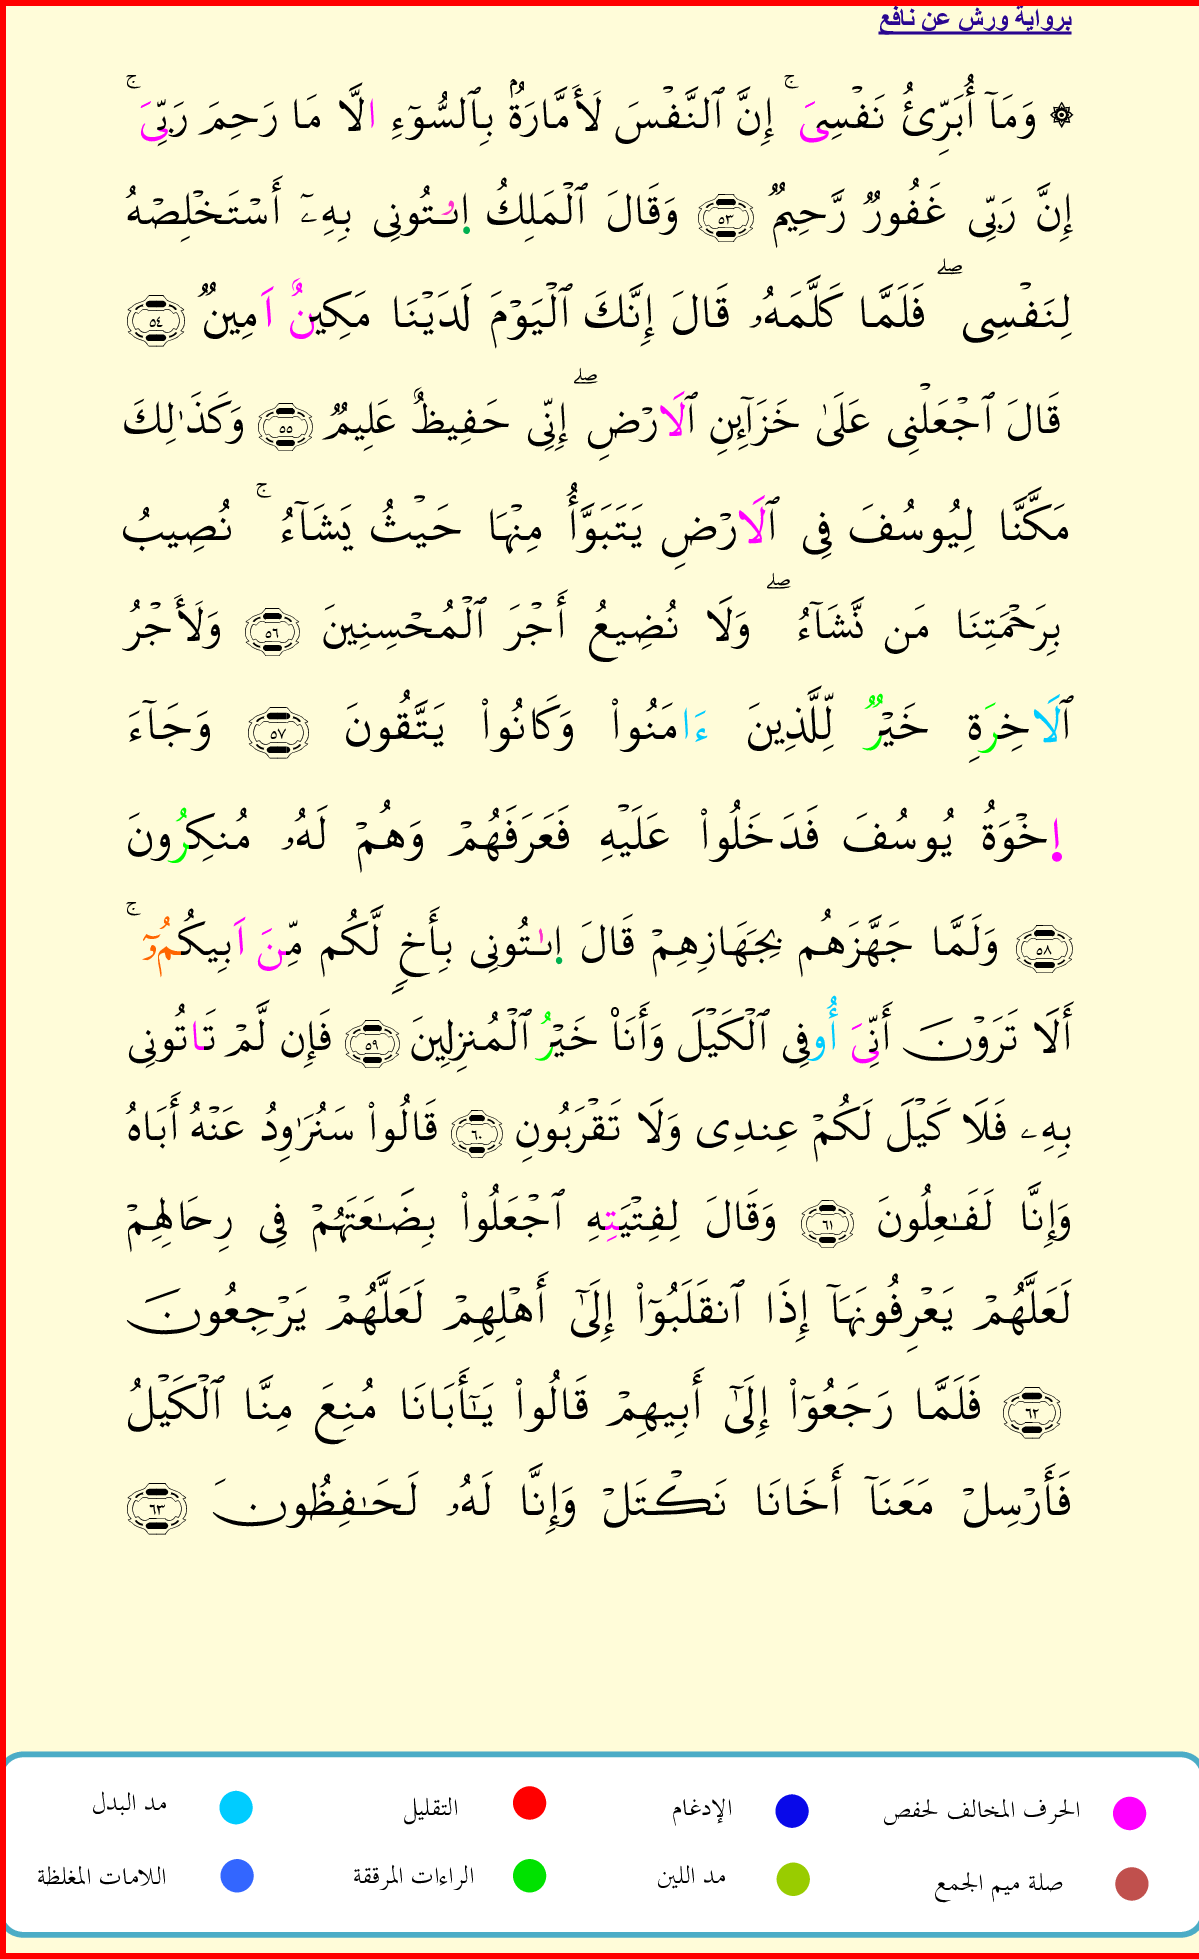 برواية ورش عن نافع
۞ وَمَآ أُبَرِّئُ نَفْسِيَ ۚ إِنَّ ٱلنَّفْسَ لَأَمَّارَةُۢ بِٱلسُّوٓءِ الَّا مَا رَحِمَ رَبِّيَ ۚ
إِنَّ رَبِّى غَفُورٌ رَّحِيمٌ ٥٣ وَقَالَ ٱلْمَلِكُ اِيتُونِى بِهِۦٓ أَسْتَخْلِصْهُ
لِنَفْسِى ۖ فَلَمَّا كَلَّمَهُۥ قَالَ إِنَّكَ ٱلْيَوْمَ لَدَيْنَا مَكِينٌ اَمِينٌ ٥٤
قَالَ ٱجْعَلْنِى عَلَىٰ خَزَآئِنِ ٱلَارْضِ ۖ إِنِّى حَفِيظٌ عَلِيمٌ ٥٥ وَكَذَٰلِكَ
مَكَّنَّا لِيُوسُفَ فِى ٱلَارْضِ يَتَبَوَّأُ مِنْهَا حَيْثُ يَشَآءُ ۚ نُصِيبُ
بِرَحْمَتِنَا مَن نَّشَآءُ ۖ وَلَا نُضِيعُ أَجْرَ ٱلْمُحْسِنِينَ ٥٦ وَلَأَجْرُ
ٱلَاخِرَةِ خَيْرٌ لِّلَّذِينَ ءَامَنُوا۟ وَكَانُوا۟ يَتَّقُونَ ٥٧ وَجَآءَ
إِخْوَةُ يُوسُفَ فَدَخَلُوا۟ عَلَيْهِ فَعَرَفَهُمْ وَهُمْ لَهُۥ مُنكِرُونَ
٥٨ وَلَمَّا جَهَّزَهُم بِجَهَازِهِمْ قَالَ اِيتُونِى بِأَخٍ لَّكُم مِّنَ اَبِيكُمُۥٓ ۚ
أَلَا تَرَوْنَ أَنِّيَ أُوفِى ٱلْكَيْلَ وَأَنَا۠ خَيْرُ ٱلْمُنزِلِينَ ٥٩ فَإِن لَّمْ تَاتُونِى
بِهِۦ فَلَا كَيْلَ لَكُمْ عِندِى وَلَا تَقْرَبُونِ ٦٠ قَالُوا۟ سَنُرَٰوِدُ عَنْهُ أَبَاهُ
وَإِنَّا لَفَـٰعِلُونَ ٦١ وَقَالَ لِفِتْيَتِهِ ٱجْعَلُوا۟ بِضَـٰعَتَهُمْ فِى رِحَالِهِمْ
لَعَلَّهُمْ يَعْرِفُونَهَآ إِذَا ٱنقَلَبُوٓا۟ إِلَىٰٓ أَهْلِهِمْ لَعَلَّهُمْ يَرْجِعُونَ
٦٢ فَلَمَّا رَجَعُوٓا۟ إِلَىٰٓ أَبِيهِمْ قَالُوا۟ يَـٰٓأَبَانَا مُنِعَ مِنَّا ٱلْكَيْلُ
فَأَرْسِلْ مَعَنَآ أَخَانَا نَكْتَلْ وَإِنَّا لَهُۥ لَحَـٰفِظُونَ ٦٣
الحرف المخالف لحفص الإدغام التقليل مد البدل
صلة ميم الجمع مد اللين الراءات المرققة اللامات المغلظة